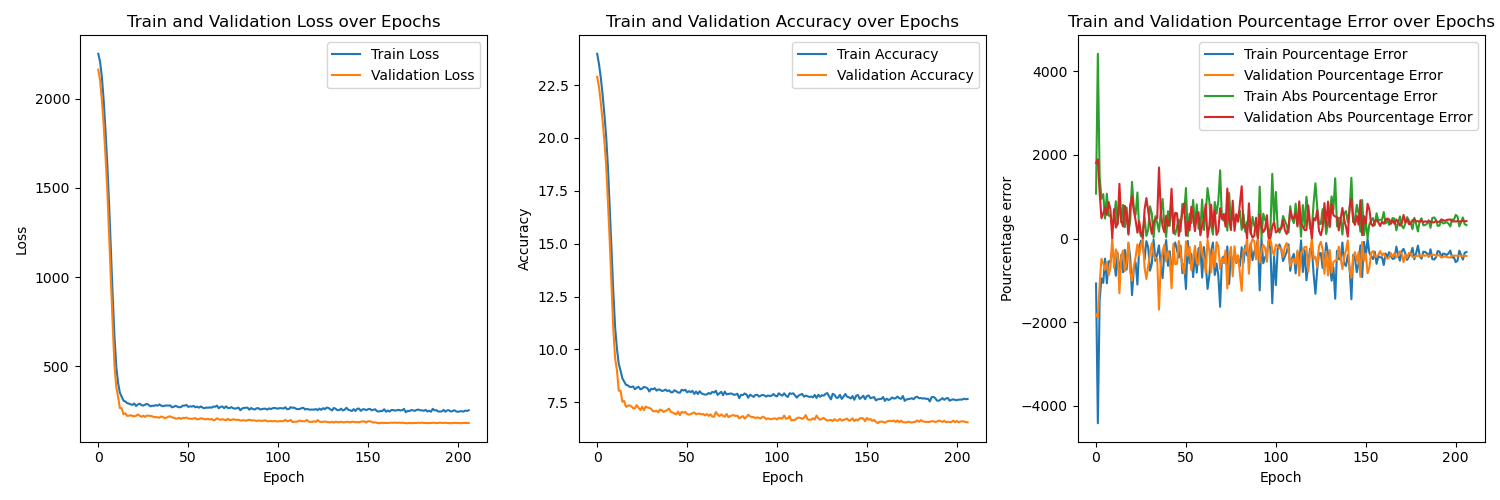 Train and Validation Loss over Epochs
Train Loss
Validation Loss
Loss
2000
1500
1000
500
0
50
100
150
200
Epoch
Train and Validation Accuracy over Epochs
Train Accuracy
Validation Accuracy
Accuracy
22.5
20.0
17.5
15.0
12.5
10.0
7.5
0
50
100
150
200
Epoch
Train and Validation Pourcentage Error over Epochs
Train Pourcentage Error
Validation Pourcentage Error
Train Abs Pourcentage Error
Validation Abs Pourcentage Error
Pourcentage error
4000
2000
0
−2000
−4000
0
50
100
150
200
Epoch